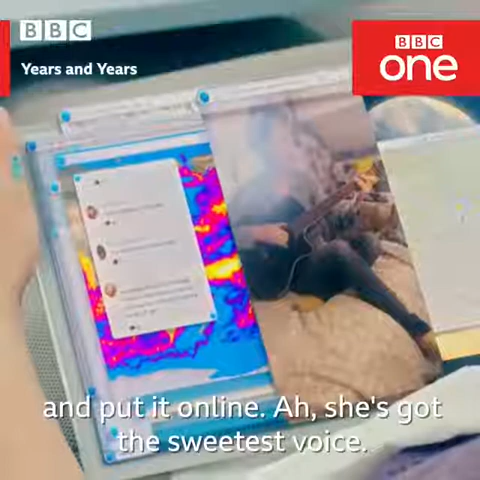 BBC
Years and Years
BBC
one
and put it online. Ah, she's got
the sweetest voice.